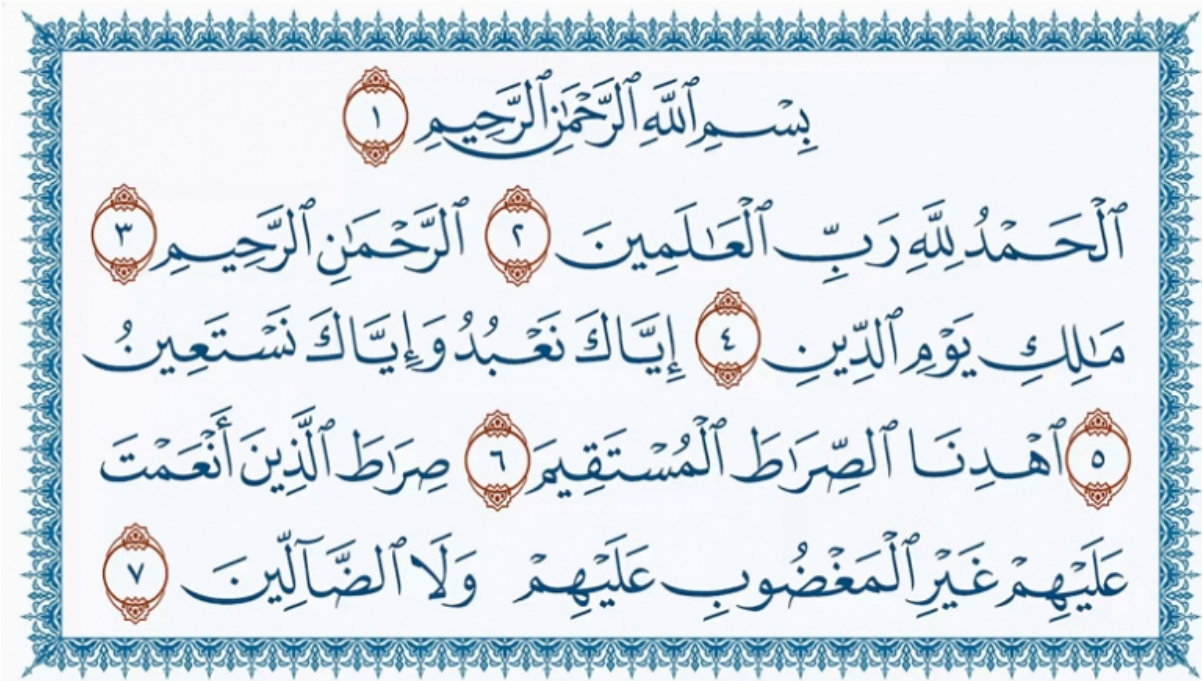 بِسْمِ ٱللَّهِ ٱلرَّحْمَٰنِ ٱلرَّحِيمِ ١
ٱلْحَمْدُ لِلَّهِ رَبِّ ٱلْعَٰلَمِينَ ٢ ٱلرَّحْمَٰنِ ٱلرَّحِيمِ ٣
مَٰلِكِ يَوْمِ ٱلدِّينِ ٤ إِيَّاكَ نَعْبُدُ وَإِيَّاكَ نَسْتَعِينُ
٥ ٱهْدِنَا ٱلصِّرَٰطَ ٱلْمُسْتَقِيمَ ٦ صِرَٰطَ ٱلَّذِينَ أَنْعَمْتَ
عَلَيْهِمْ غَيْرِ ٱلْمَغْضُوبِ عَلَيْهِمْ وَلَا ٱلضَّآلِّينَ ٧